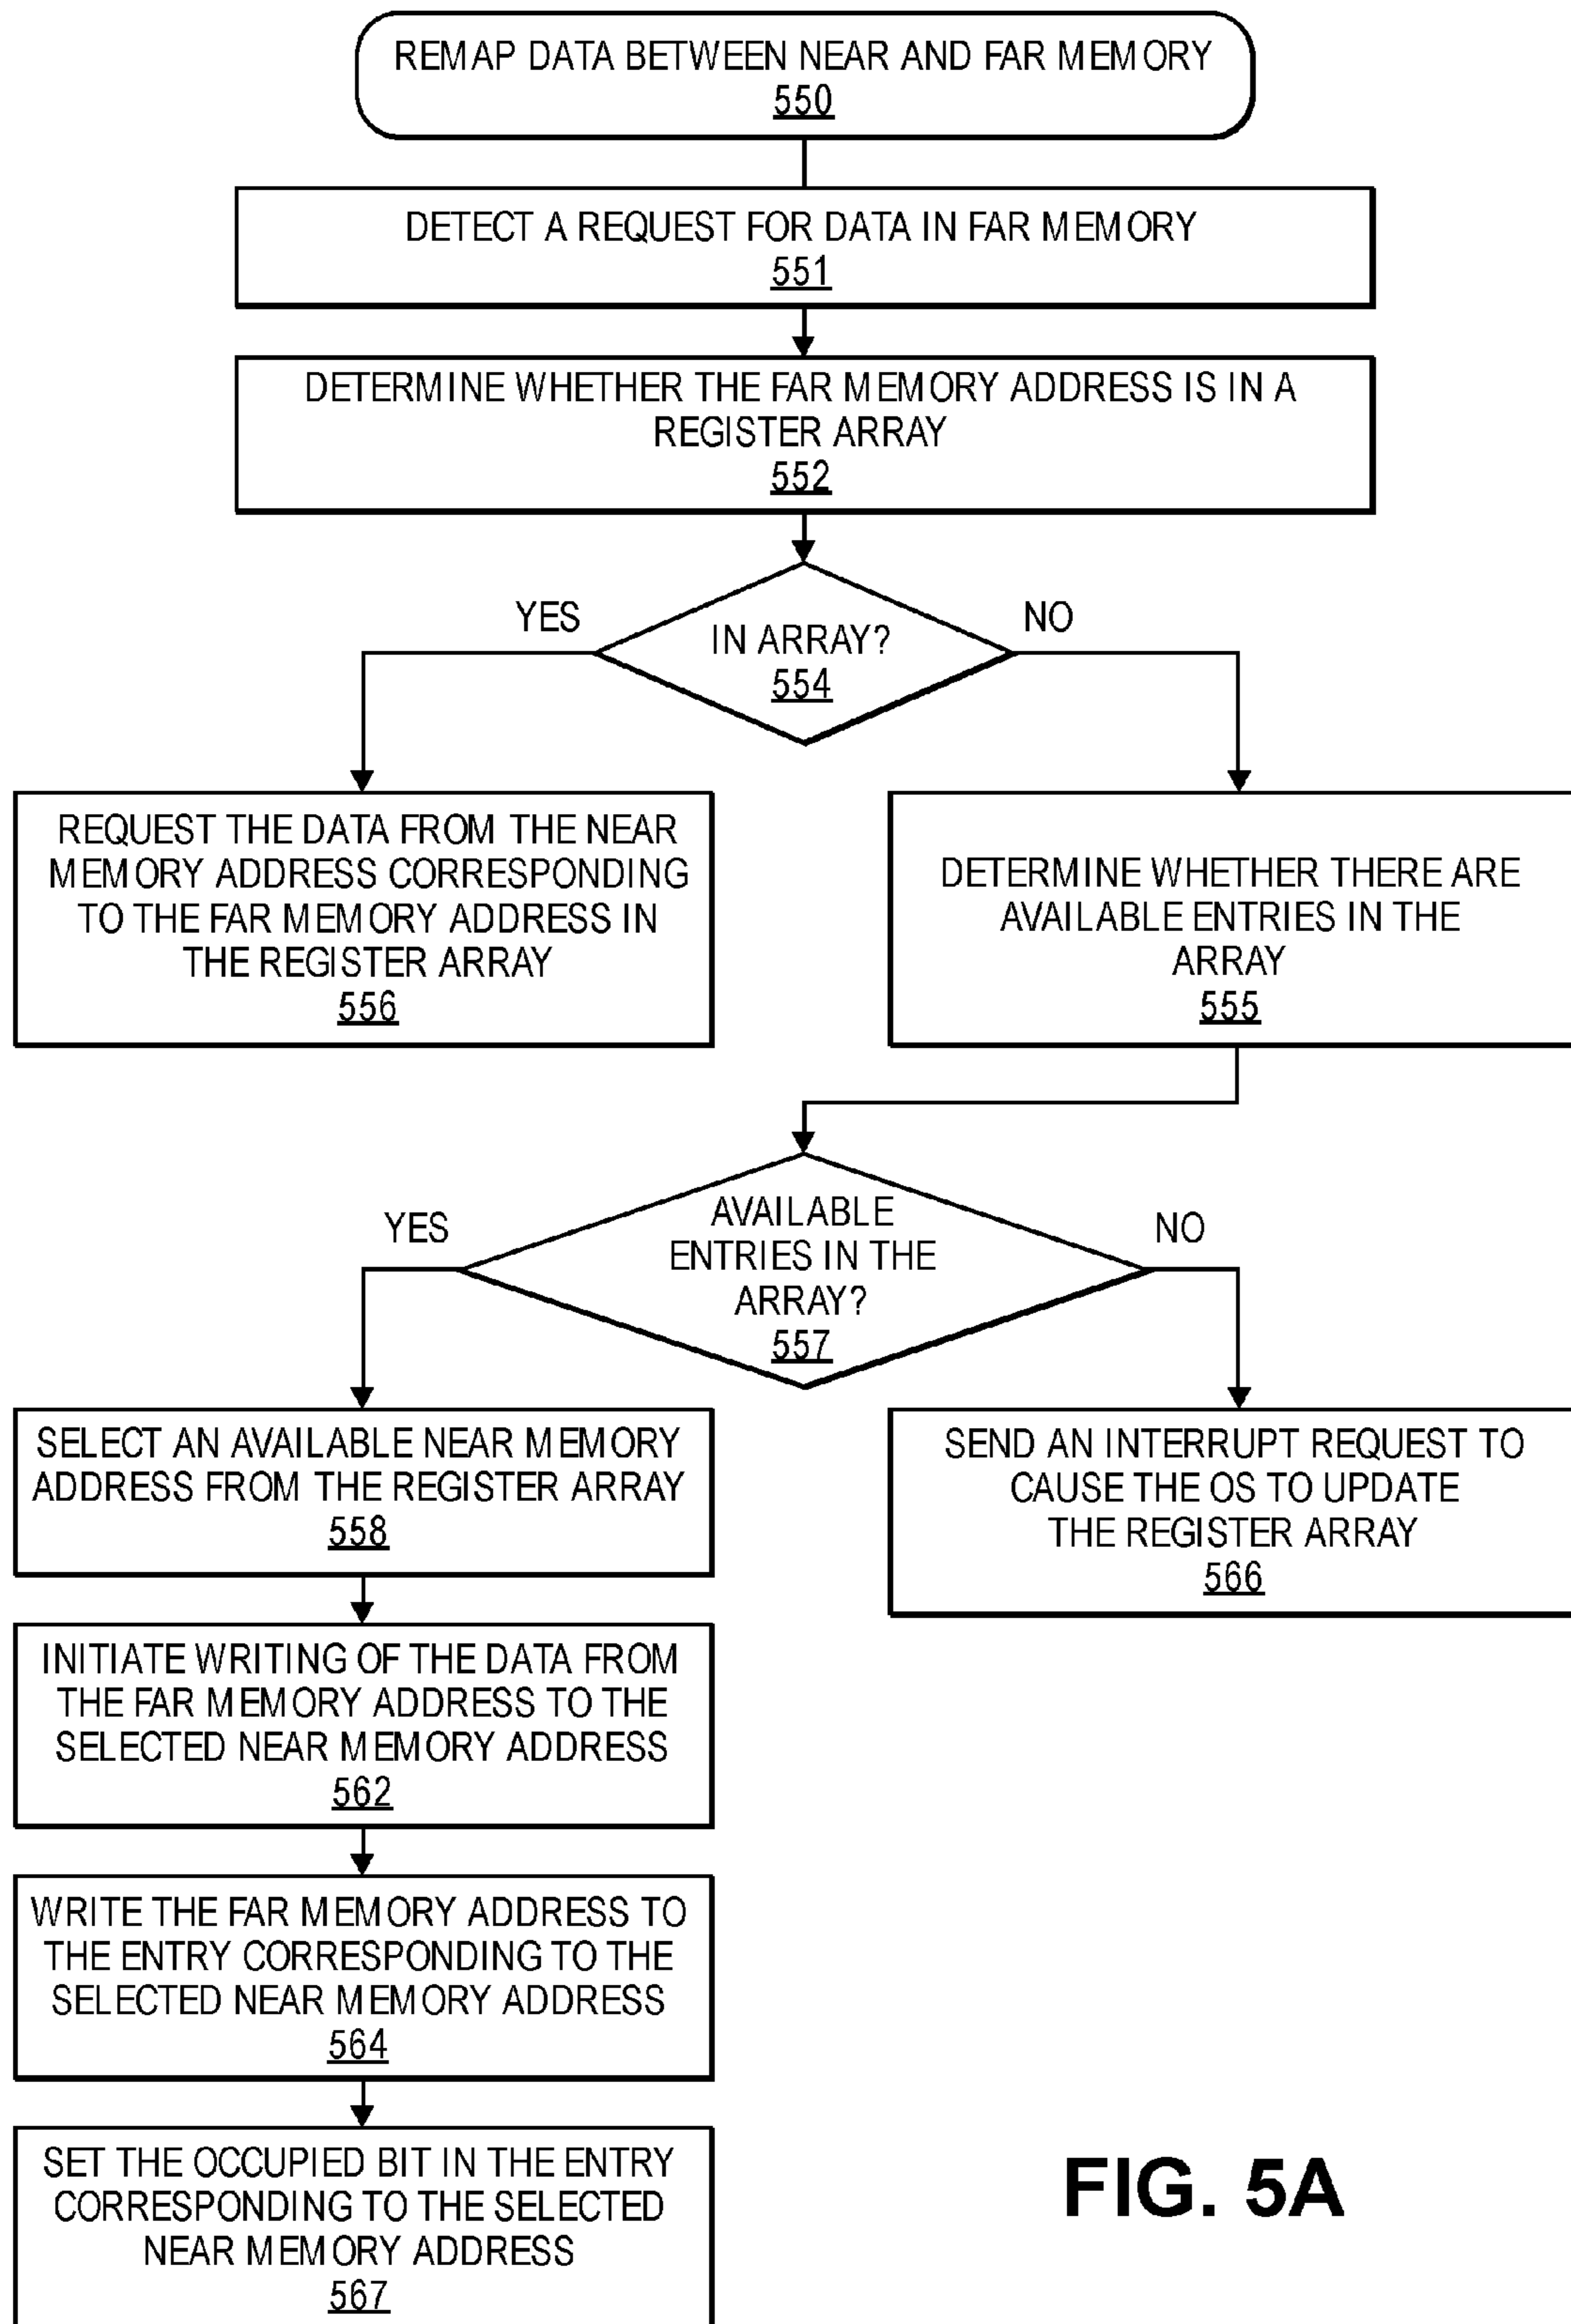 REMAP DATA BETWEEN NEAR AND FAR MEMORY
550
DETECT A REQUEST FOR DATA IN FAR MEMORY
551
DETERMINE WHETHER THE FAR MEMORY ADDRESS IS IN A
REGISTER ARRAY
552
YES
NO
IN ARRAY?
554
REQUEST THE DATA FROM THE NEAR
MEMORY ADDRESS CORRESPONDING
TO THE FAR MEMORY ADDRESS IN
THE REGISTER ARRAY
556
DETERMINE WHETHER THERE ARE
AVAILABLE ENTRIES IN THE
ARRAY
555
YES
NO
AVAILABLE
ENTRIES IN THE
ARRAY?
557
SELECT AN AVAILABLE NEAR MEMORY
ADDRESS FROM THE REGISTER ARRAY
558
SEND AN INTERRUPT REQUEST TO
CAUSE THE OS TO UPDATE
THE REGISTER ARRAY
566
INITIATE WRITING OF THE DATA FROM
THE FAR MEMORY ADDRESS TO THE
SELECTED NEAR MEMORY ADDRESS
562
WRITE THE FAR MEMORY ADDRESS TO
THE ENTRY CORRESPONDING TO THE
SELECTED NEAR MEMORY ADDRESS
564
SET THE OCCUPIED BIT IN THE ENTRY
CORRESPONDING TO THE SELECTED
NEAR MEMORY ADDRESS
567
FIG. 5A